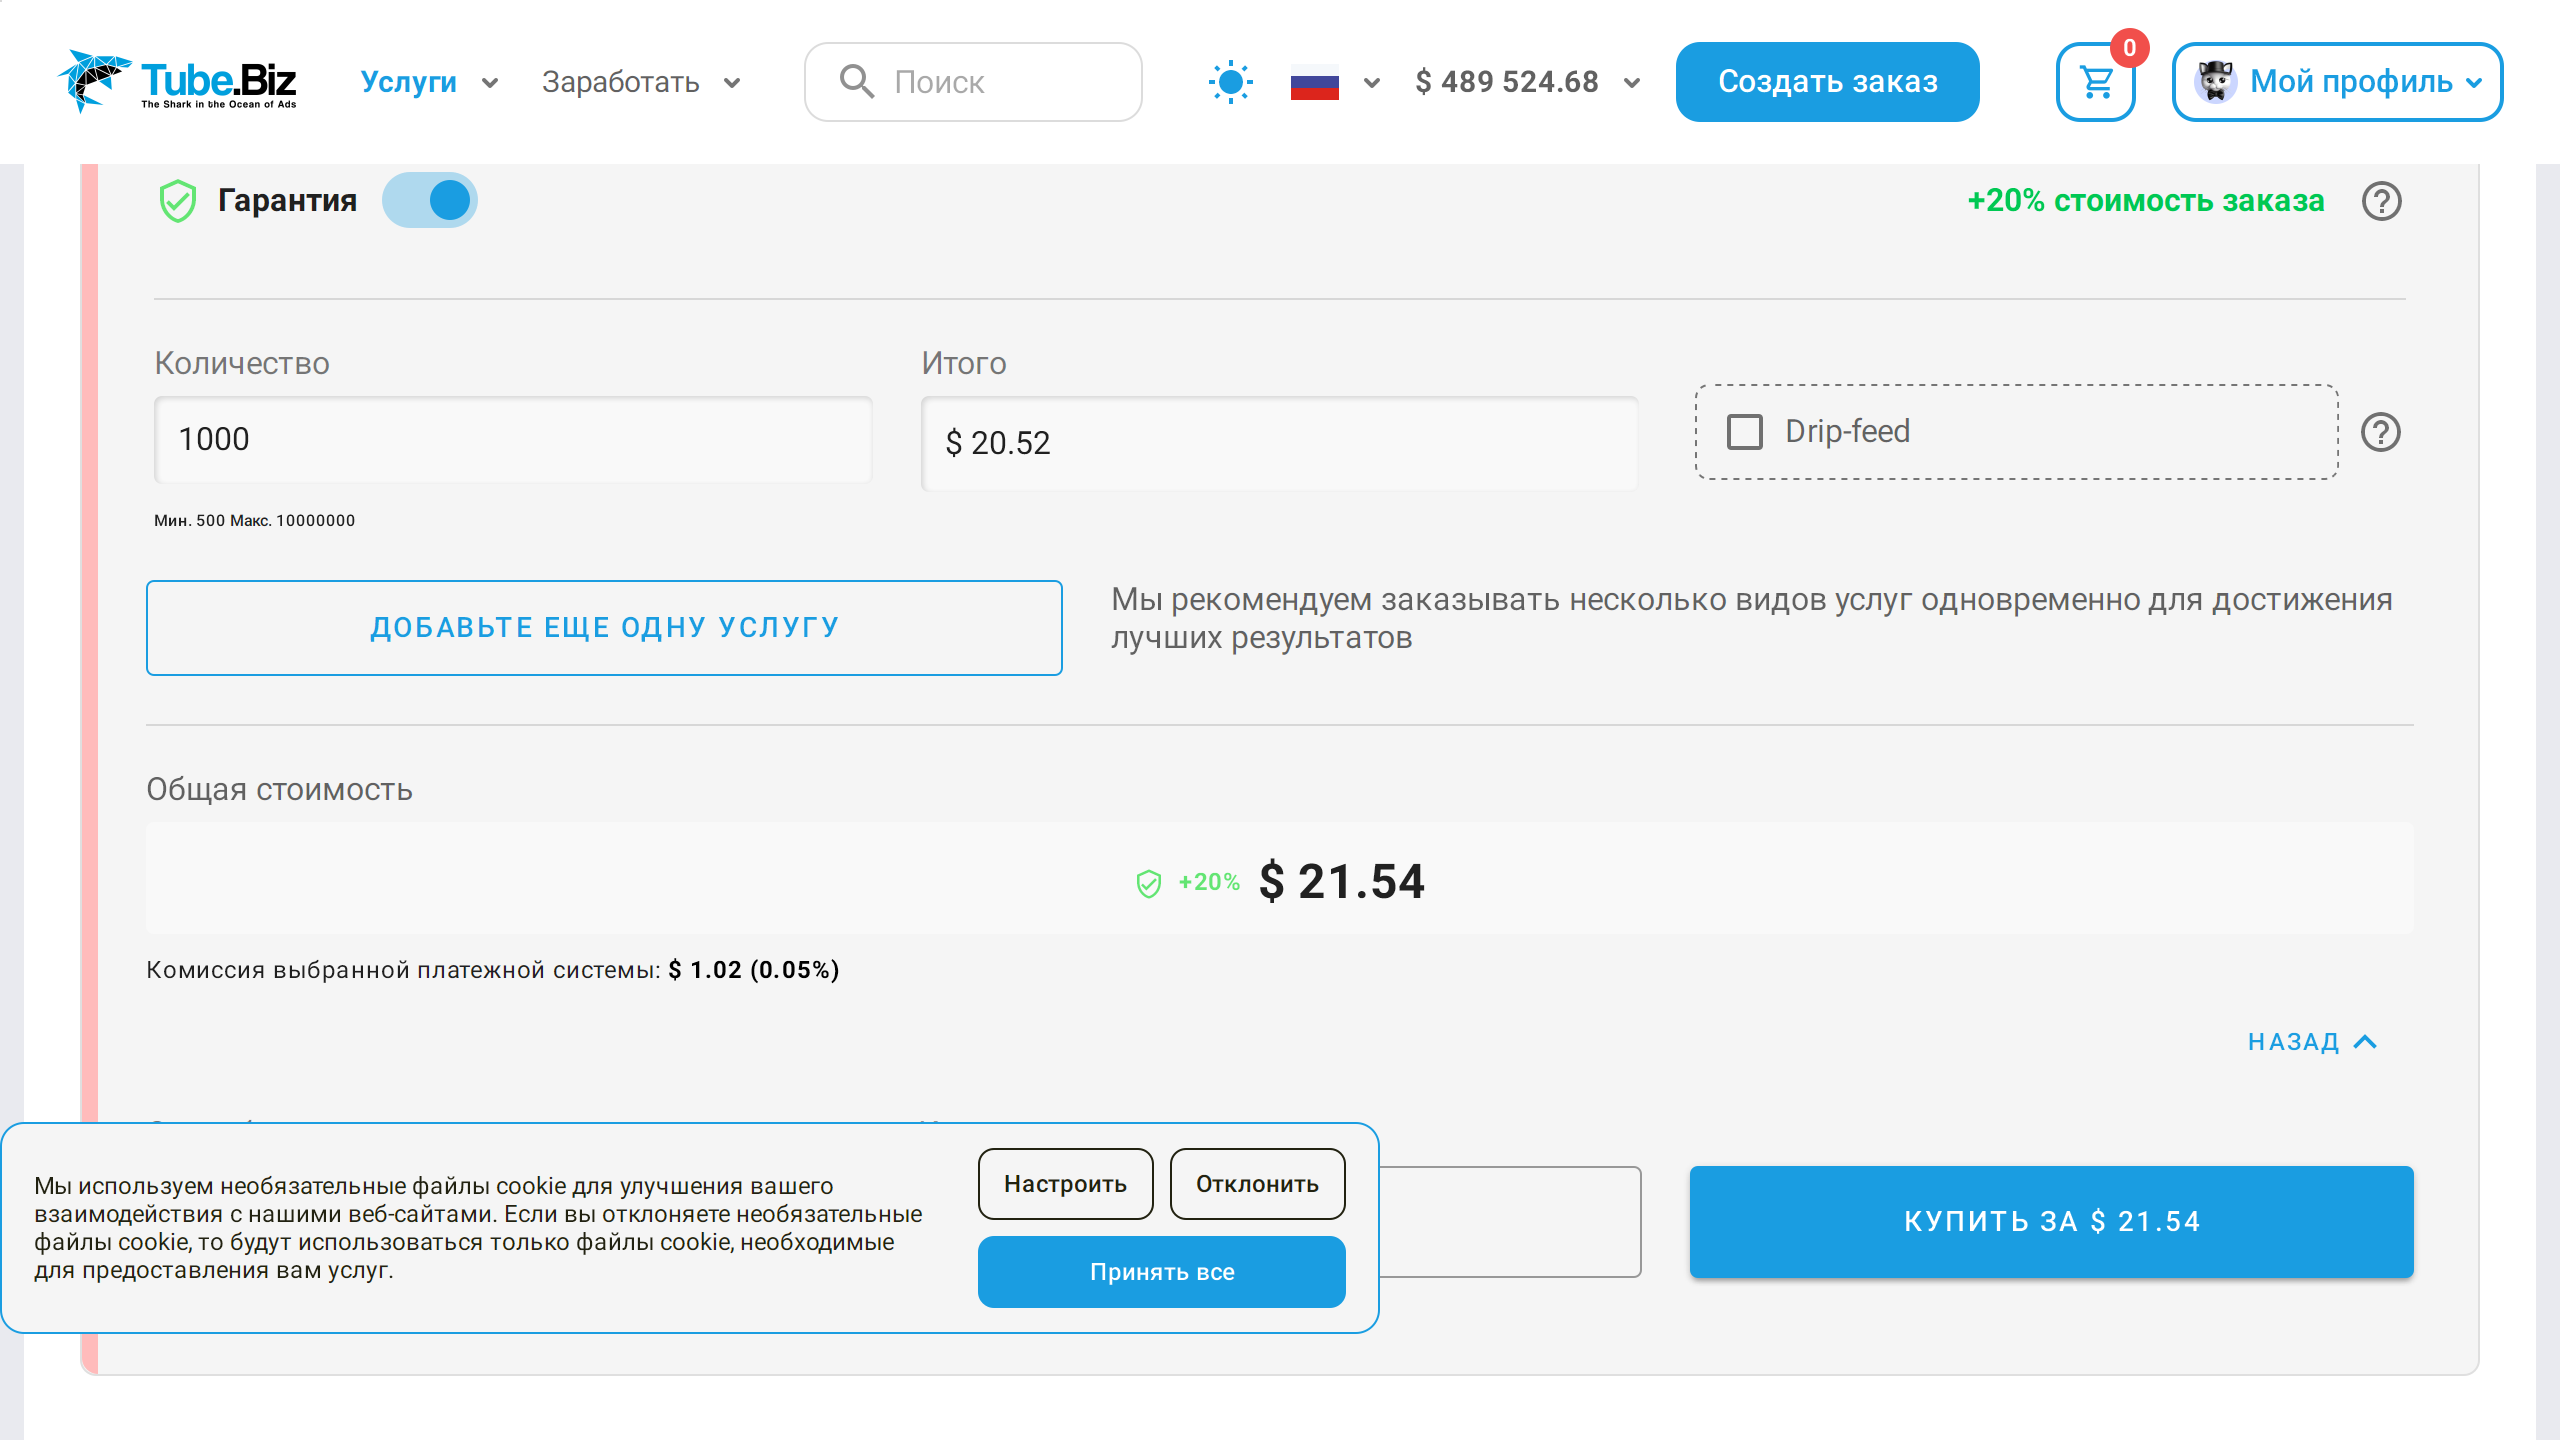 Tube.Biz
The Shark in the Ocean of Ads
Услуги
Заработать
Поиск
$ 489 524.68
Создать заказ
0
Мой профиль
Гарантия
+20% стоимость заказа
Количество
Итого
1000
$ 20.52
Drip-feed
Мин. 500 Макс. 10000000
ДОБАВЬТЕ ЕЩЕ ОДНУ УСЛУГУ
Мы рекомендуем заказывать несколько видов услуг одновременно для достижения
лучших результатов
Общая стоимость
+20% $ 21.54
Комиссия выбранной платежной системы: $ 1.02 (0.05%)
НАЗАД
Мы используем необязательные файлы cookie для улучшения вашего
взаимодействия с нашими веб-сайтами. Если вы отклоняете необязательные
файлы cookie, то будут использоваться только файлы cookie, необходимые
для предоставления вам услуг.
Настроить
Отклонить
Принять все
КУПИТЬ ЗА $ 21.54